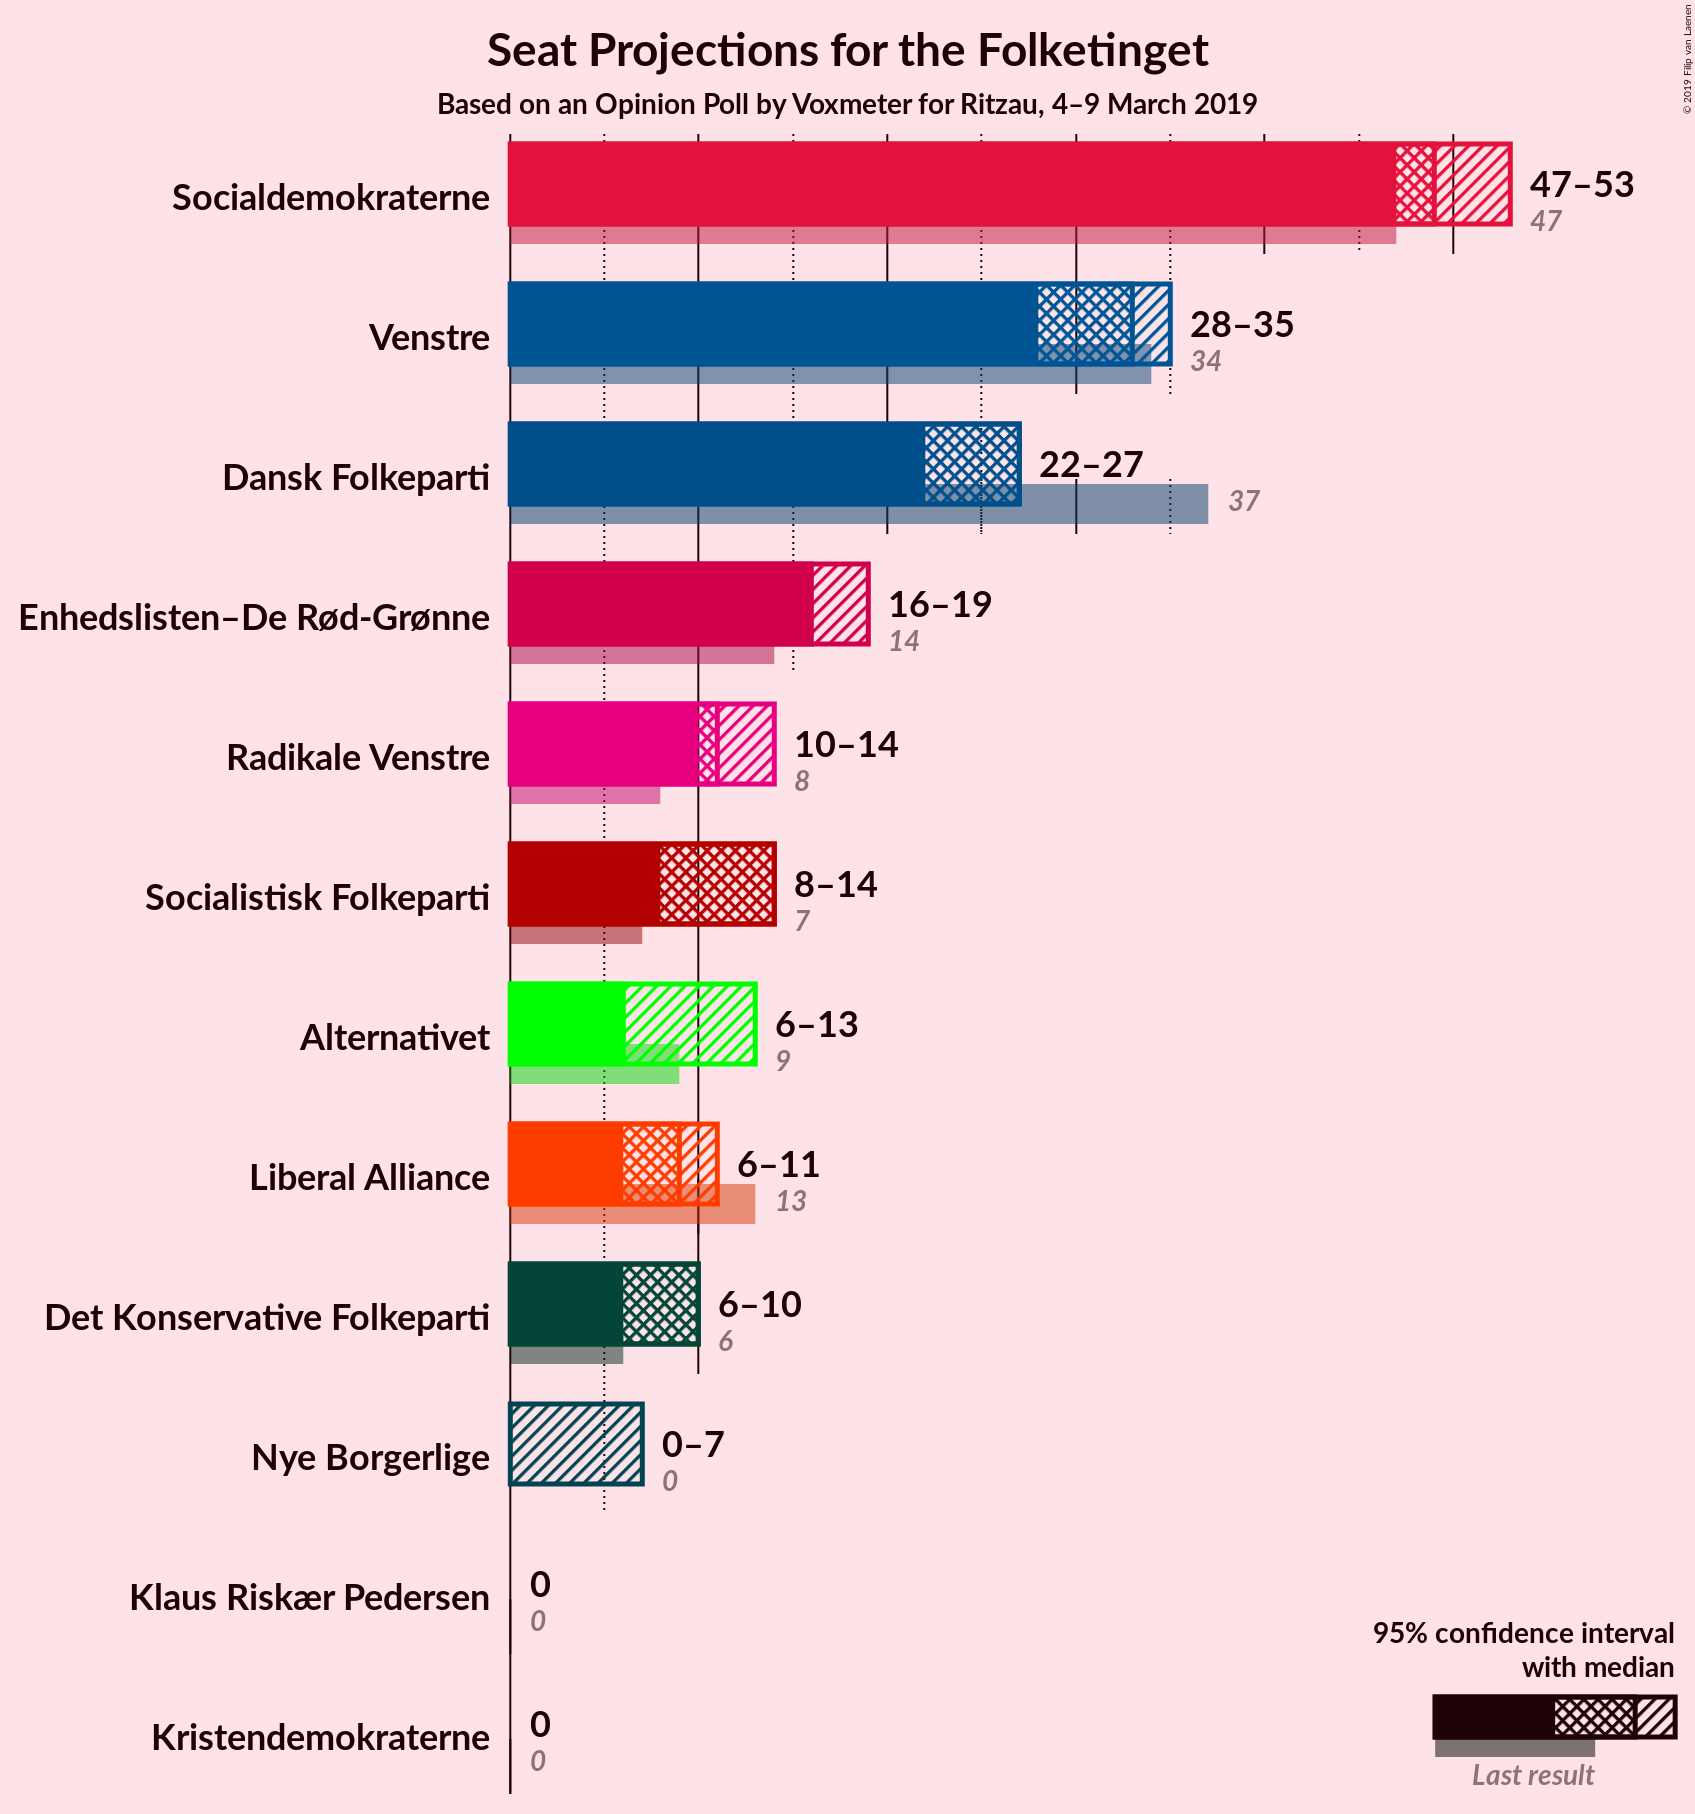 Seat Projections for the Folketinget
Based on an Opinion Poll by Voxmeter for Ritzau, 4–9 March 2019
© 2019 Filip van Laenen
Socialdemokraterne
47–53
47
Venstre
28–35
34
Dansk Folkeparti
22–27
37
Enhedslisten–De Rød-Grønne
16–19
14
Radikale Venstre
10–14
8
Socialistisk Folkeparti
8–14
7
Alternativet
6–13
9
Liberal Alliance
6–11
13
Det Konservative Folkeparti
6–10
6
Nye Borgerlige
0–7
0
Klaus Riskær Pedersen
0
0
Kristendemokraterne
0
0
95% confidence interval
with median
Last result